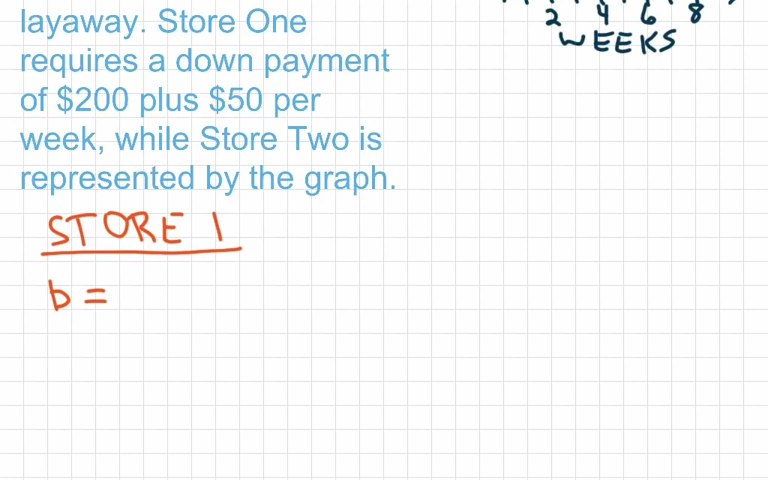 layaway. Store One
requires a down payment
of $200 plus $50 per
week, while Store Two is
represented by the graph.
2 4 6 8
WEEKS
STORE 1
b =